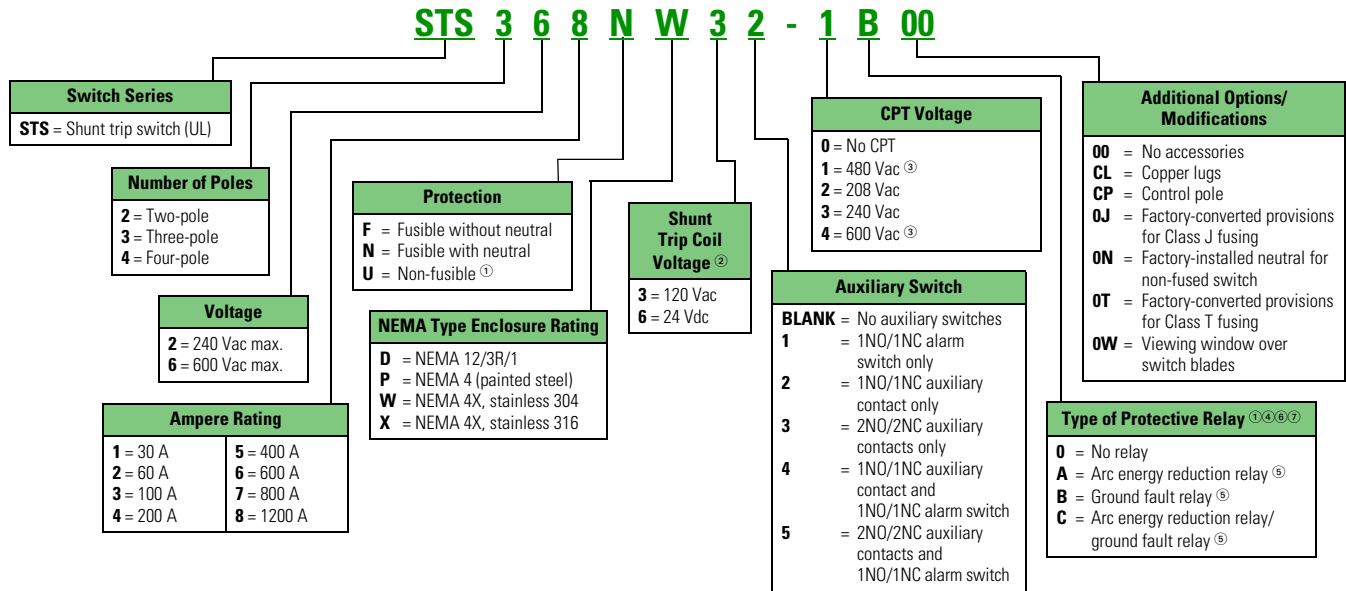 STS 3 6 8 N W 3 2 - 1 B 00
Switch Series
STS = Shunt trip switch (UL)
Number of Poles
2 = Two-pole
3 = Three-pole
4 = Four-pole
Voltage
2 = 240 Vac max.
6 = 600 Vac max.
Ampere Rating
1 = 30 A
2 = 60 A
3 = 100 A
4 = 200 A
5 = 400 A
6 = 600 A
7 = 800 A
8 = 1200 A
Protection
F = Fusible without neutral
N = Fusible with neutral
U = Non-fusible ①
NEMA Type Enclosure Rating
D = NEMA 12/3R/1
P = NEMA 4 (painted steel)
W = NEMA 4X, stainless 304
X = NEMA 4X, stainless 316
Shunt
Trip Coil
Voltage ②
3 = 120 Vac
6 = 24 Vdc
Auxiliary Switch
BLANK = No auxiliary switches
1 = 1NO/1NC alarm
switch only
2 = 1NO/1NC auxiliary
contact only
3 = 2NO/2NC auxiliary
contacts only
4 = 1NO/1NC auxiliary
contact and
1NO/1NC alarm switch
5 = 2NO/2NC auxiliary
contacts and
1NO/1NC alarm switch
CPT Voltage
0 = No CPT
1 = 480 Vac ③
2 = 208 Vac
3 = 240 Vac
4 = 600 Vac ③
Type of Protective Relay ①④⑥⑦
0 = No relay
A = Arc energy reduction relay ⑤
B = Ground fault relay ⑤
C = Arc energy reduction relay/
ground fault relay ⑤
Additional Options/
Modifications
00 = No accessories
CL = Copper lugs
CP = Control pole
0J = Factory-converted provisions
for Class J fusing
0N = Factory-installed neutral for
non-fused switch
0T = Factory-converted provisions
for Class T fusing
0W = Viewing window over
switch blades